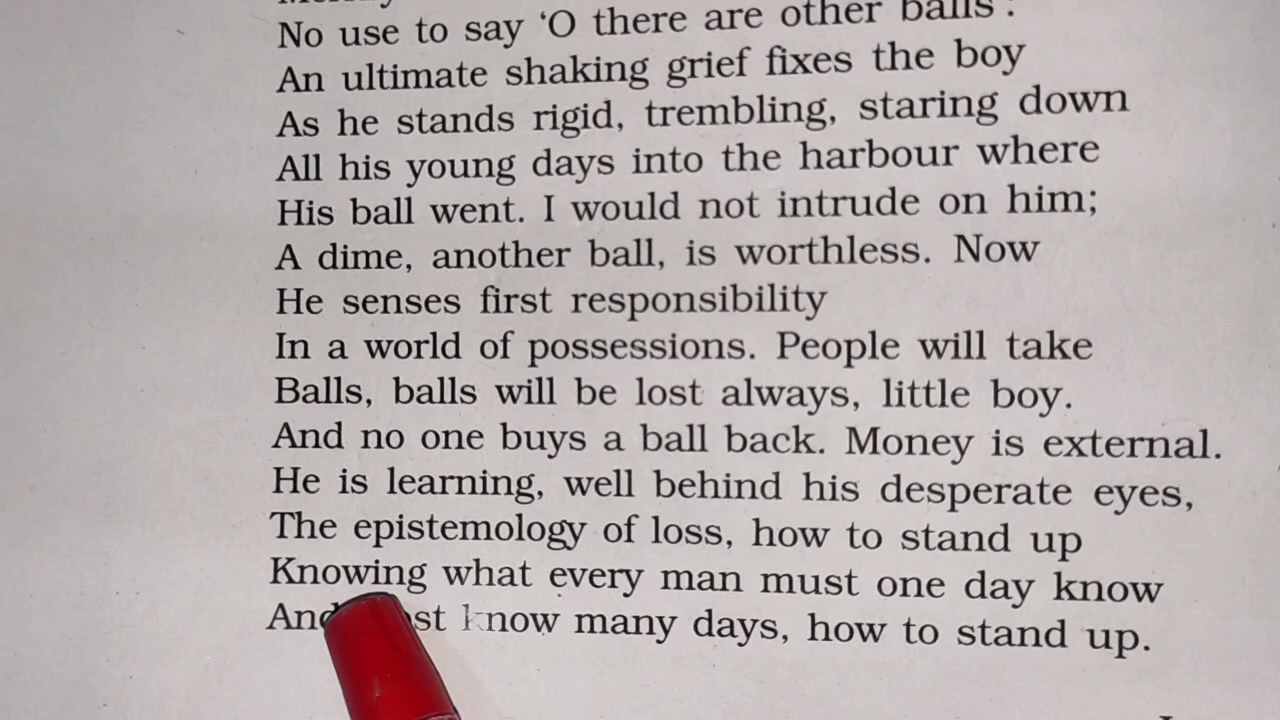 No use to say ‘O there are other balls’:
An ultimate shaking grief fixes the boy
As he stands rigid, trembling, staring down
All his young days into the harbour where
His ball went. I would not intrude on him;
A dime, another ball, is worthless. Now
He senses first responsibility
In a world of possessions. People will take
Balls, balls will be lost always, little boy.
And no one buys a ball back. Money is external.
He is learning, well behind his desperate eyes,
The epistemology of loss, how to stand up
Knowing what every man must one day know
And know many days, how to stand up.